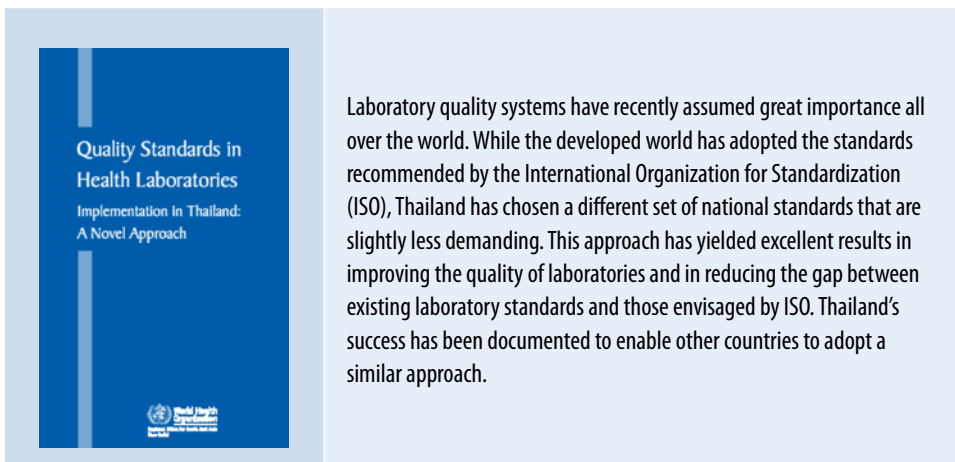 Quality Standards in
Health Laboratories
Implementation in Thailand:
A Novel Approach
World Health
Organization
Laboratory quality systems have recently assumed great importance all
over the world. While the developed world has adopted the standards
recommended by the International Organization for Standardization
(ISO), Thailand has chosen a different set of national standards that are
slightly less demanding. This approach has yielded excellent results in
improving the quality of laboratories and in reducing the gap between
existing laboratory standards and those envisaged by ISO. Thailand’s
success has been documented to enable other countries to adopt a
similar approach.